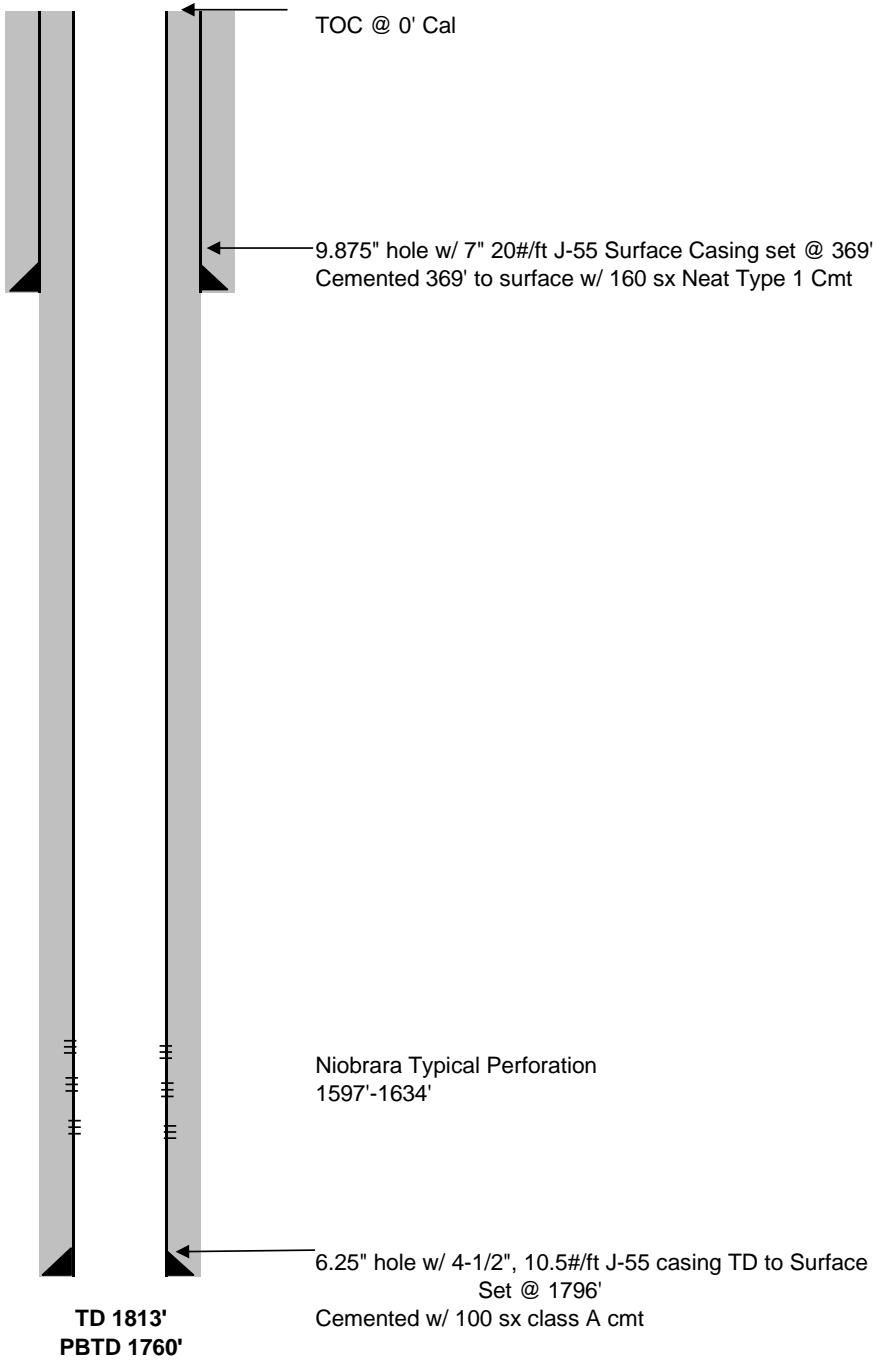 TOC @ 0' Cal
9.875" hole w/ 7" 20#/ft J-55 Surface Casing set @ 369'
Cemented 369' to surface w/ 160 sx Neat Type 1 Cmt
Niobrara Typical Perforation
1597'-1634'
6.25" hole w/ 4-1/2", 10.5#/ft J-55 casing TD to Surface
Set @ 1796'
Cemented w/ 100 sx class A cmt
TD 1813'
PBTD 1760'